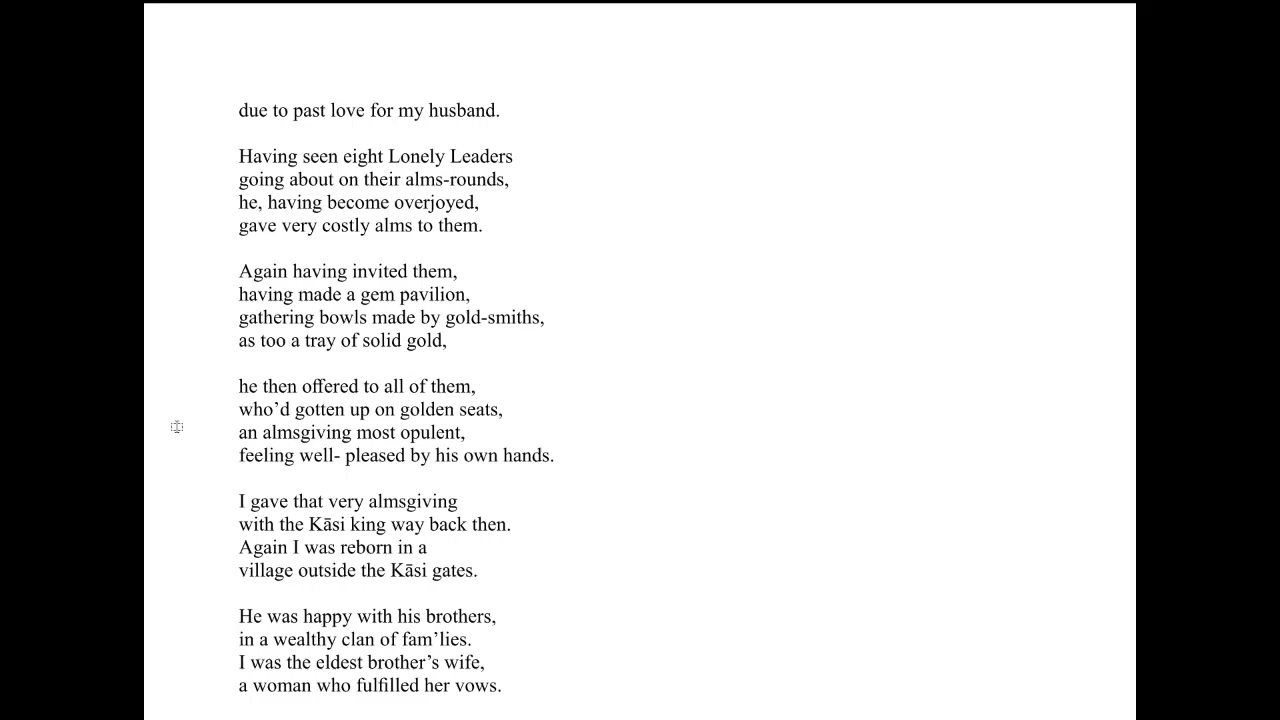 due to past love for my husband.
Having seen eight Lonely Leaders
going about on their alms-rounds,
he, having become overjoyed,
gave very costly alms to them.
Again having invited them,
having made a gem pavilion,
gathering bowls made by gold-smiths,
as too a tray of solid gold,
he then offered to all of them,
who’d gotten up on golden seats,
an almsgiving most opulent,
feeling well- pleased by his own hands.
I gave that very almsgiving
with the Kāsi king way back then.
Again I was reborn in a
village outside the Kāsi gates.
He was happy with his brothers,
in a wealthy clan of fam’lies.
I was the eldest brother’s wife,
a woman who fulfilled her vows.